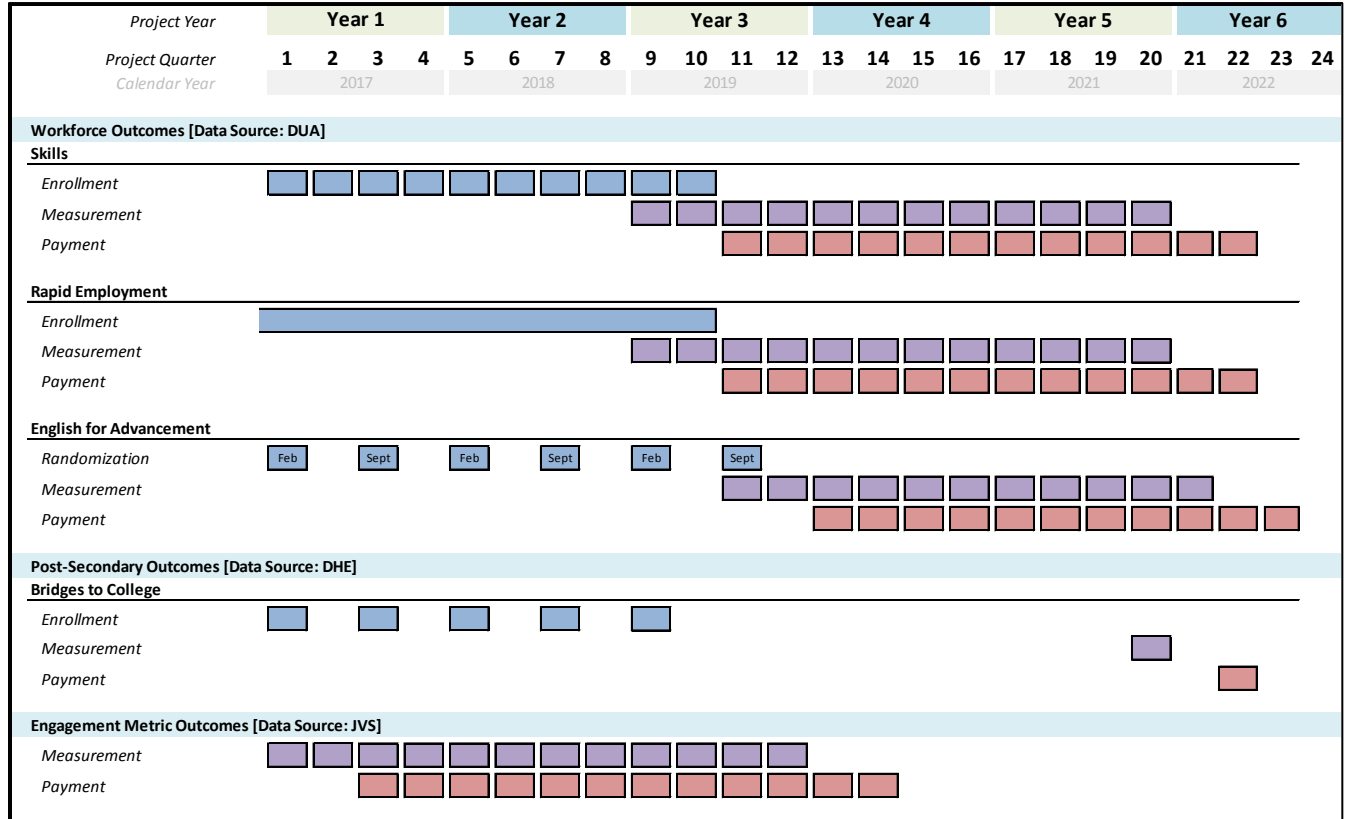 Project Year Year 1 Year 2 Year 3 Year 4 Year 5 Year 6
Project Quarter 1 2 3 4 5 6 7 8 9 10 11 12 13 14 15 16 17 18 19 20 21 22 23 24
Calendar Year 2017 2018 2019 2020 2021 2022
Workforce Outcomes [Data Source: DUA]
Skills
Enrollment
Measurement
Payment
Rapid Employment
Enrollment
Measurement
Payment
English for Advancement
Randomization Feb Sept Feb Sept Feb Sept
Measurement
Payment
Post-Secondary Outcomes [Data Source: DHE]
Bridges to College
Enrollment
Measurement
Payment
Engagement Metric Outcomes [Data Source: JVS]
Measurement
Payment